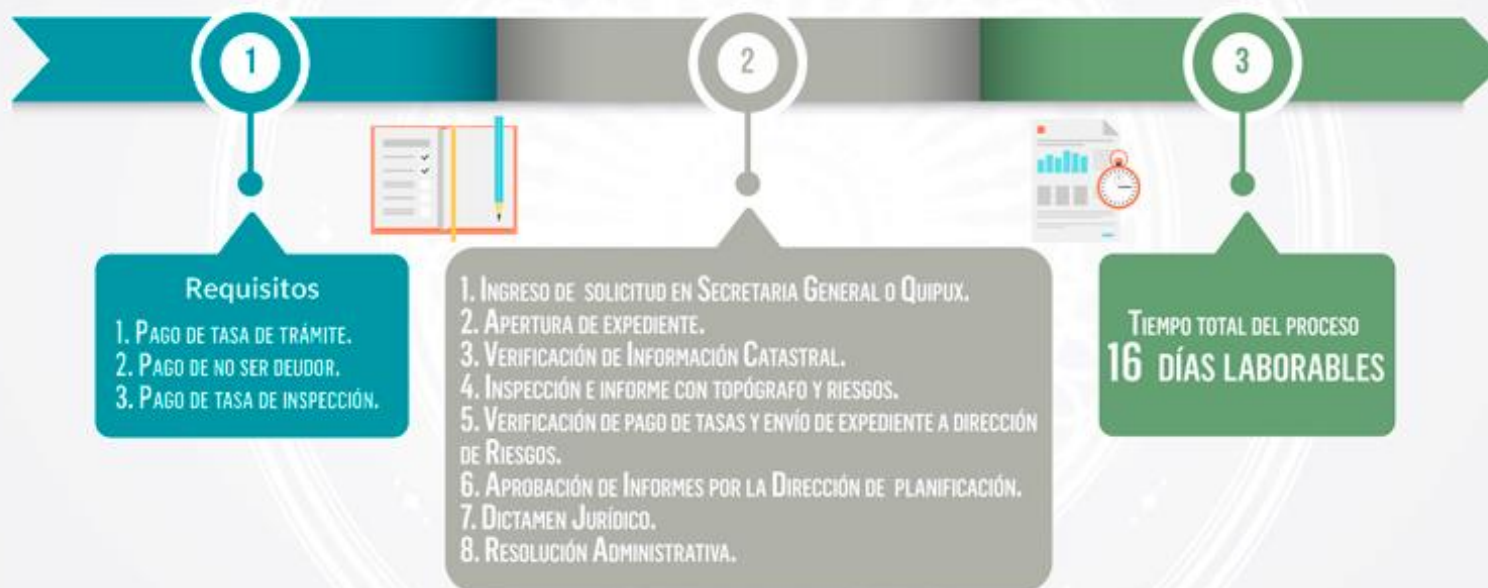 1
2
3
Requisitos
1. PAGO DE TASA DE TRÁMITE.
2. PAGO DE NO SER DEUDOR.
3. PAGO DE TASA DE INSPECCIÓN.
1. INGRESO DE SOLICITUD EN SECRETARIA GENERAL O QUIPUX.
2. APERTURA DE EXPEDIENTE.
3. VERIFICACIÓN DE INFORMACIÓN CATASTRAL.
4. INSPECCIÓN E INFORME CON TOPÓGRAFO Y RIESGOS.
5. VERIFICACIÓN DE PAGO DE TASAS Y ENVÍO DE EXPEDIENTE A DIRECCIÓN
DE RIESGOS.
6. APROBACIÓN DE INFORMES POR LA DIRECCIÓN DE PLANIFICACIÓN.
7. DICTAMEN JURÍDICO.
8. RESOLUCIÓN ADMINISTRATIVA.
TIEMPO TOTAL DEL PROCESO
16 DÍAS LABORABLES